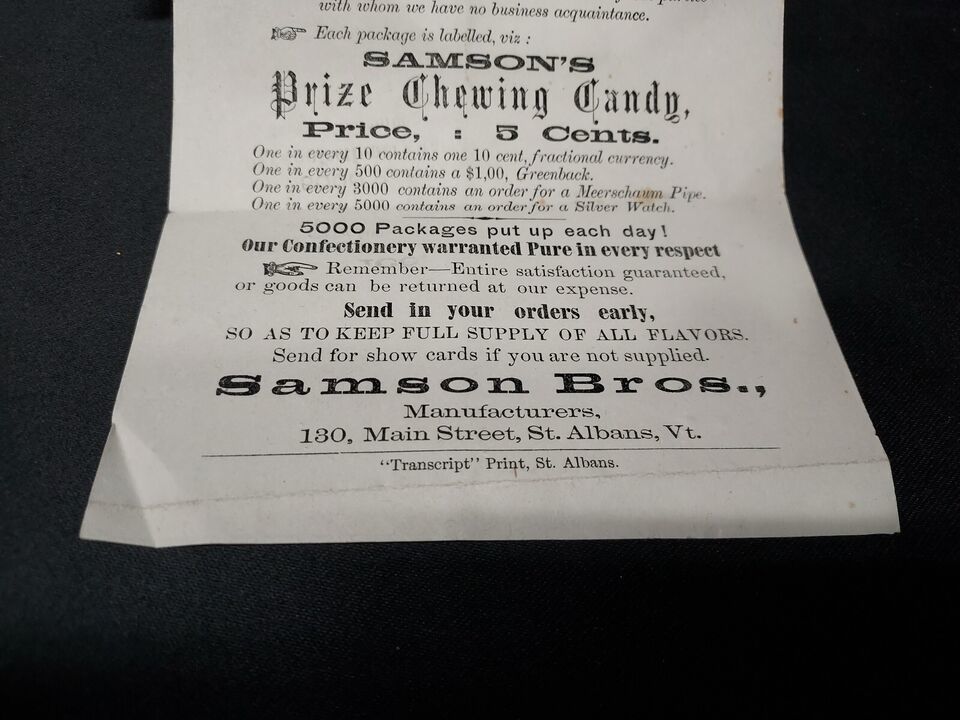 with whom we have no business acquaintance.
Each package is labelled, viz :
SAMSON'S
Prize Chewing Candy,
Price, : 5 Cents.
One in every 10 contains one 10 cent, fractional currency.
One in every 500 contains a $1,00, Greenback.
One in every 3000 contains an order for a Meerschaum Pipe.
One in every 5000 contains an order for a Silver Watch.
5000 Packages put up each day!
Our Confectionery warranted Pure in every respect
Remember—Entire satisfaction guaranteed,
or goods can be returned at our expense.
Send in your orders early,
SO AS TO KEEP FULL SUPPLY OF ALL FLAVORS.
Send for show cards if you are not supplied.
Samson Bros.,
Manufacturers,
130, Main Street, St. Albans, Vt.
"Transcript" Print, St. Albans.